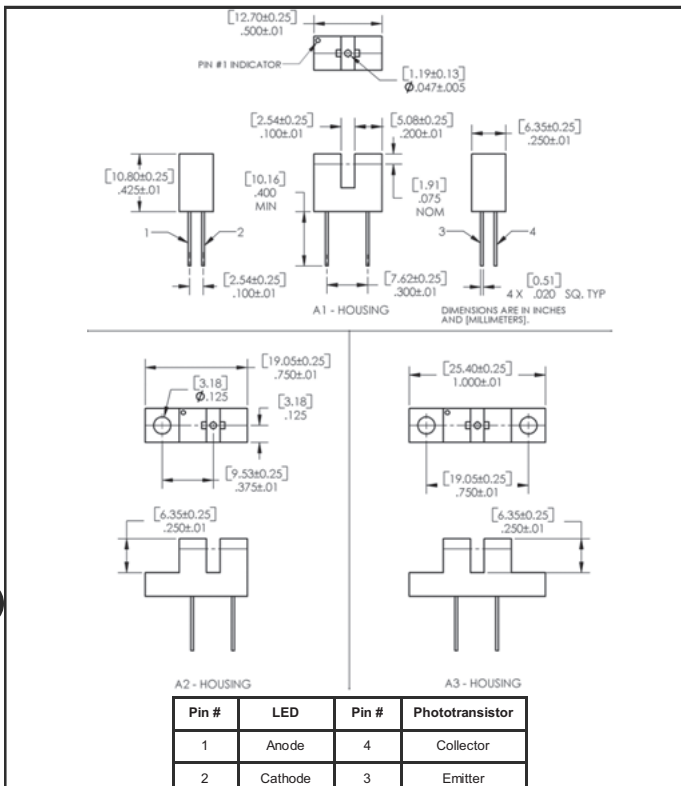 [12.70±0.25]
.500±.01
PIN #1 INDICATOR
[1.19±0.13]
Ø.047±.005
[2.54±0.25]
.100±.01
[5.08±0.25]
.200±.01
[6.35±0.25]
.250±.01
[10.80±0.25]
.425±.01
[10.16]
.400
MIN
[1.91]
.075
NOM
1
2
3
4
[2.54±0.25]
.100±.01
[7.62±0.25]
.300±.01
[0.51]
4 X .020 SQ. TYP
A1 - HOUSING
DIMENSIONS ARE IN INCHES
AND [MILLIMETERS].
[19.05±0.25]
.750±.01
[3.18]
Ø.125
[3.18]
.125
[9.53±0.25]
.375±.01
[6.35±0.25]
.250±.01
A2 - HOUSING
[25.40±0.25]
1.000±.01
[19.05±0.25]
.750±.01
[6.35±0.25]
.250±.01
A3 - HOUSING
Pin # LED Pin # Phototransistor
1 Anode 4 Collector
2 Cathode 3 Emitter